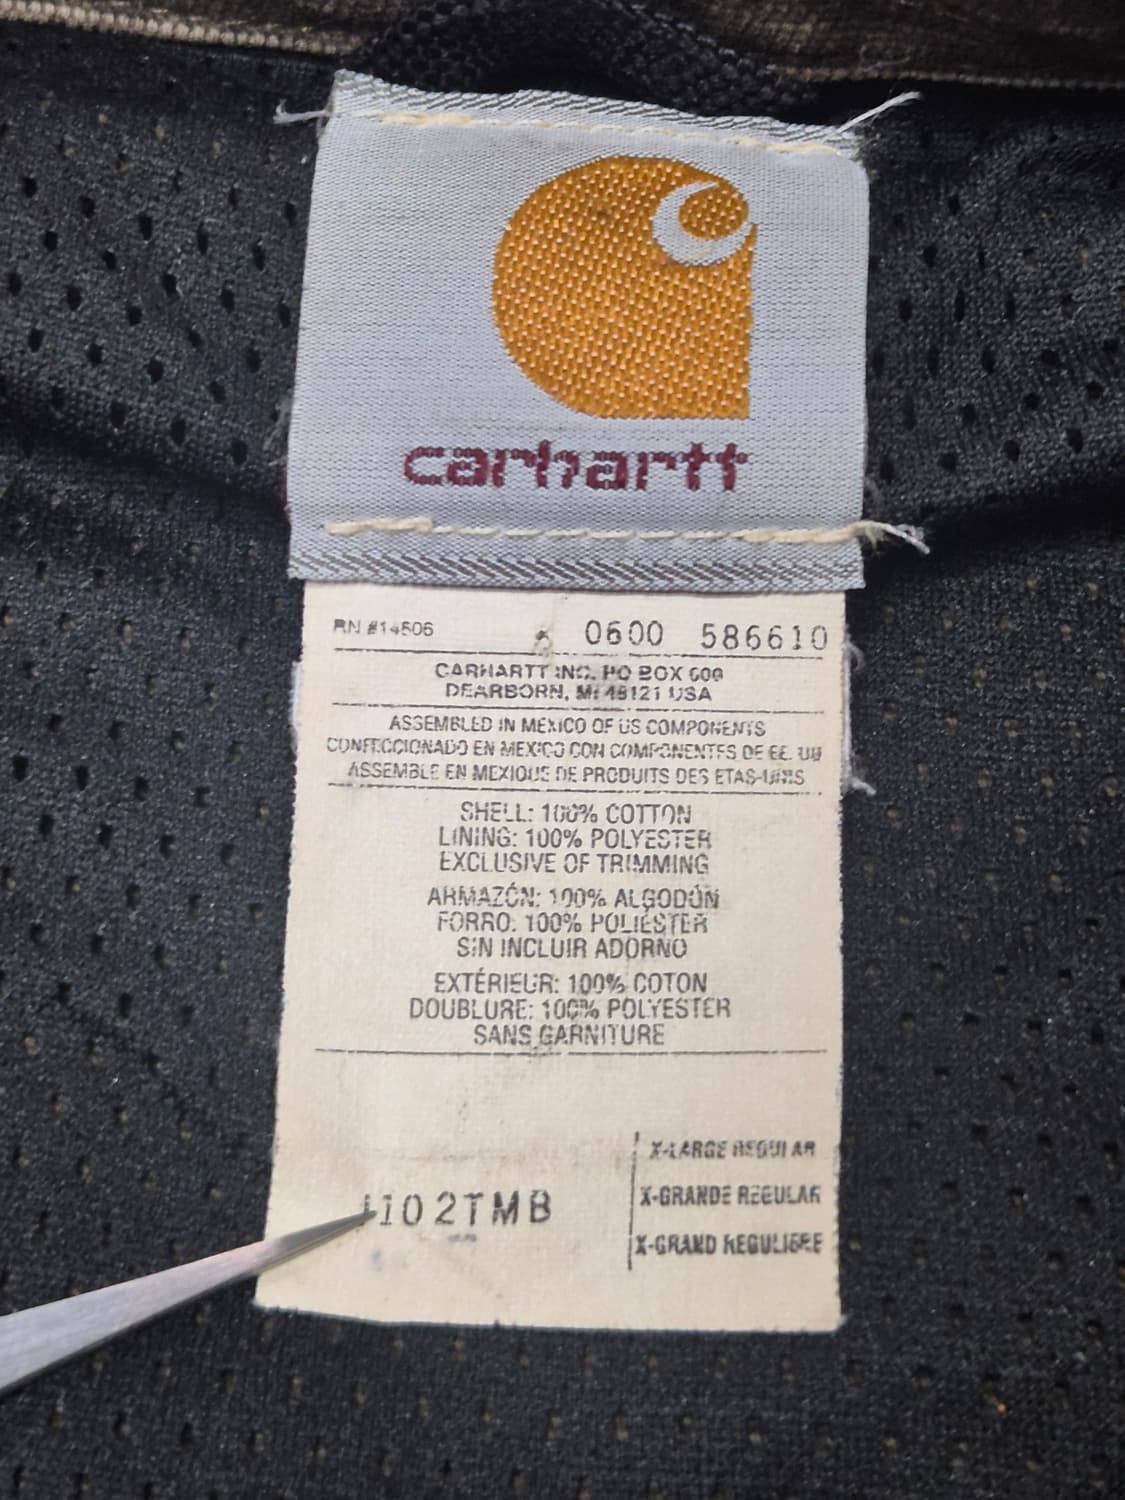 carhartt
RN #14806 0600 586610
CARHARTT INC. PO BOX 600
DEARBORN, MI 48121 USA
ASSEMBLED IN MEXICO OF US COMPONENTS
CONFECCIONADO EN MEXICO CON COMPONENTES DE EE. UU
ASSEMBLE EN MEXIQUE DE PRODUITS DES ETAS-UNIS
SHELL: 100% COTTON
LINING: 100% POLYESTER
EXCLUSIVE OF TRIMMING
ARMAZÓN: 100% ALGODÓN
FORRO: 100% POLIÉSTER
SIN INCLUIR ADORNO
EXTÉRIEUR: 100% COTON
DOUBLURE: 100% POLYESTER
SANS GARNITURE
X-LARGE REGULAR
J102TMB X-GRANDE REGULAR
X-GRAND REGULIERE